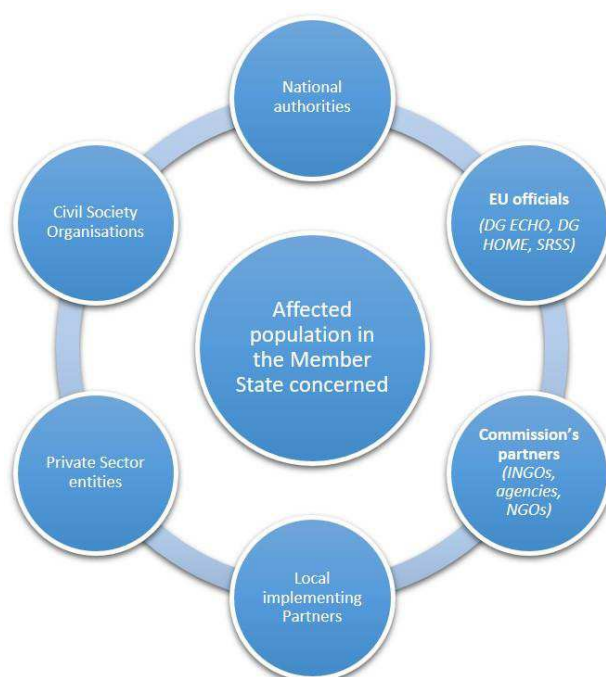 National
authorities
EU officials
(DG ECHO, DG
HOME, SRSS)
Commission's
partners
(INGOs,
agencies,
NGOs)
Local
implementing
Partners
Private Sector
entities
Civil Society
Organisations
Affected
population in
the Member
State concerned